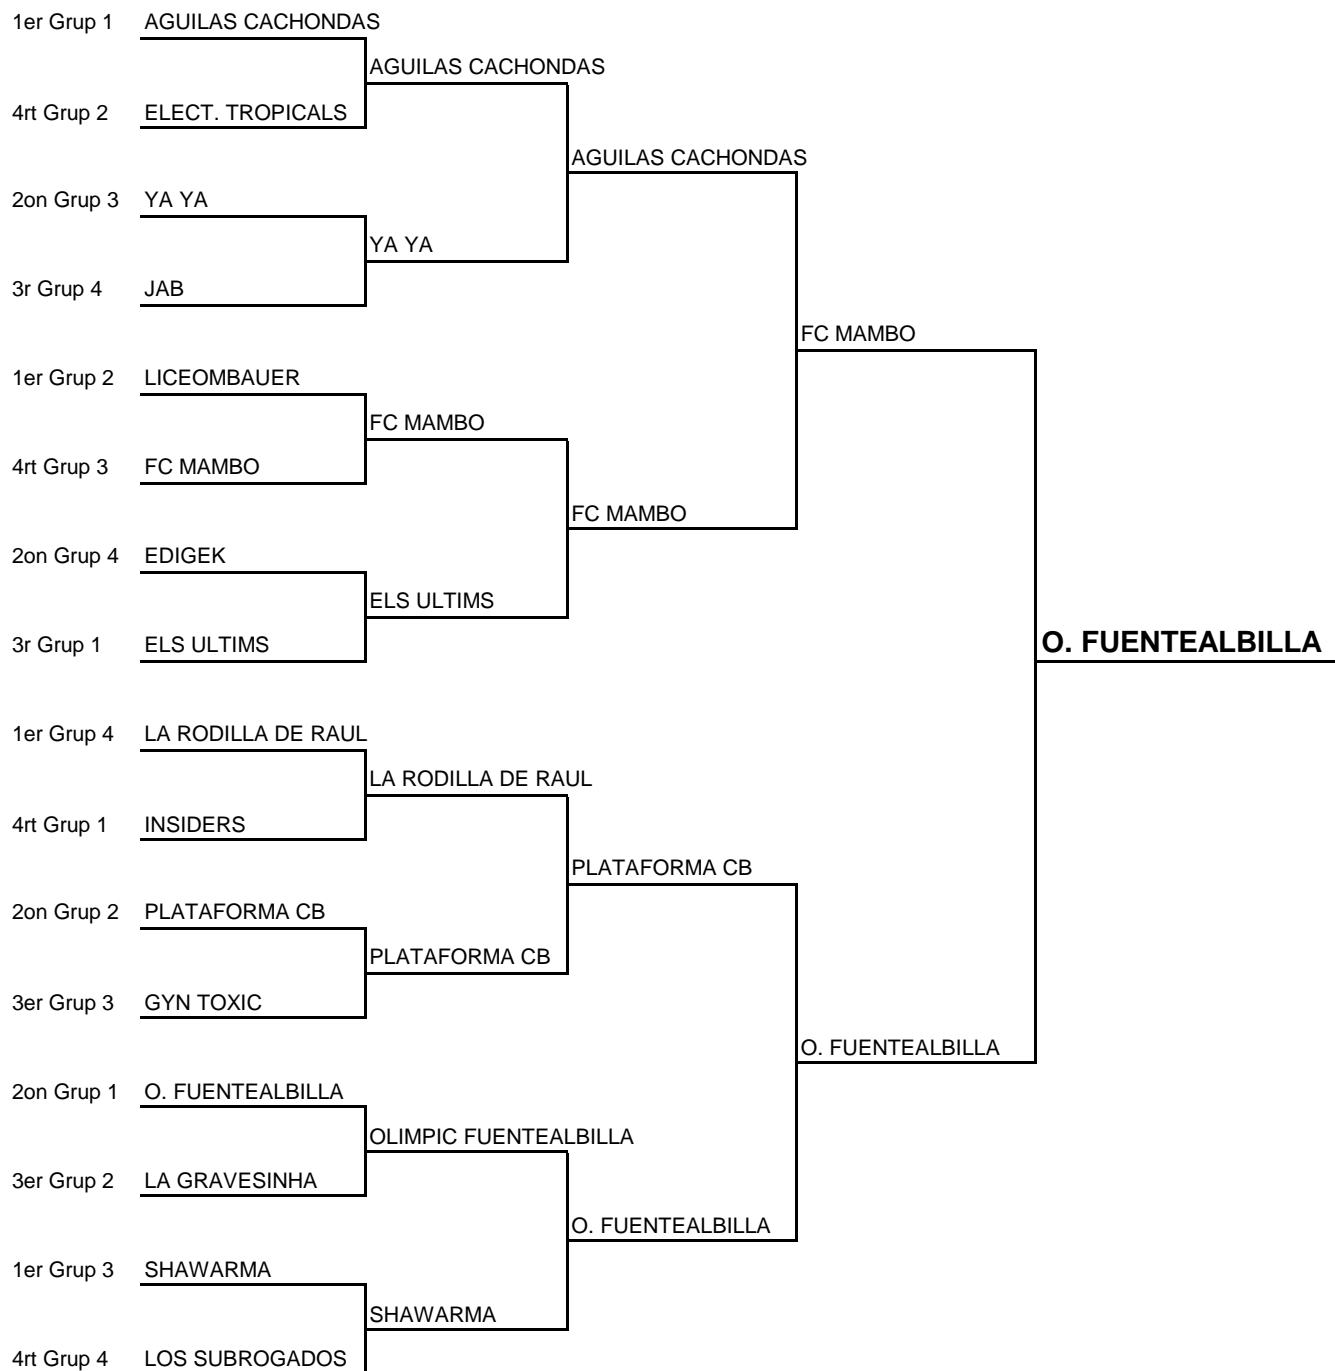 1er Grup 1 AGUILAS CACHONDAS
AGUILAS CACHONDAS
4rt Grup 2 ELECT. TROPICALS
AGUILAS CACHONDAS
2on Grup 3 YA YA
YA YA
3r Grup 4 JAB
FC MAMBO
1er Grup 2 LICEOMBAUER
FC MAMBO
4rt Grup 3 FC MAMBO
FC MAMBO
2on Grup 4 EDIGEK
ELS ULTIMS
3r Grup 1 ELS ULTIMS
O. FUENTEALBILLA
1er Grup 4 LA RODILLA DE RAUL
LA RODILLA DE RAUL
4rt Grup 1 INSIDERS
PLATAFORMA CB
2on Grup 2 PLATAFORMA CB
PLATAFORMA CB
3er Grup 3 GYN TOXIC
O. FUENTEALBILLA
2on Grup 1 O. FUENTEALBILLA
OLIMPIC FUENTEALBILLA
3er Grup 2 LA GRAVESINHA
O. FUENTEALBILLA
1er Grup 3 SHAWARMA
SHAWARMA
4rt Grup 4 LOS SUBROGADOS